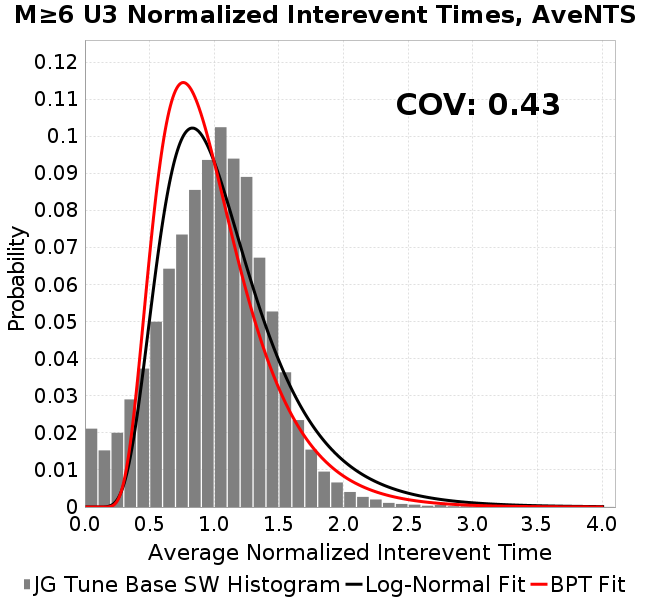 M≥6 U3 Normalized Interevent Times, AveNTS
COV: 0.43
Probability
0.12
0.11
0.1
0.09
0.08
0.07
0.06
0.05
0.04
0.03
0.02
0.01
0
0.0 0.5 1.0 1.5 2.0 2.5 3.0 3.5 4.0
Average Normalized Interevent Time
JG Tune Base SW Histogram Log-Normal Fit BPT Fit